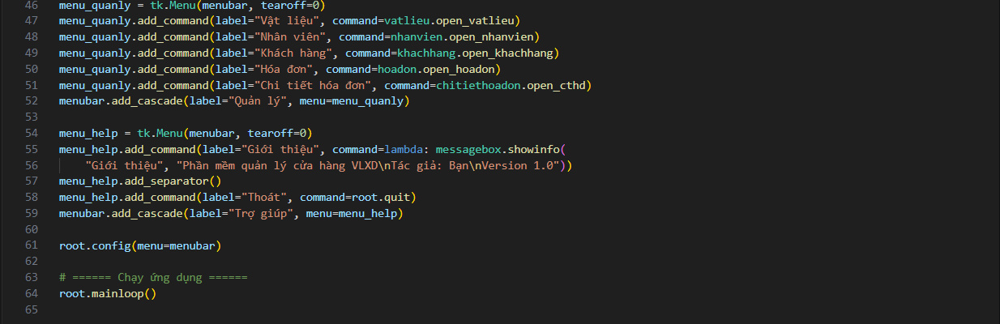 46 menu_quanly = tk.Menu(menubar, tearoff=0)
47 menu_quanly.add_command(label="Vật liệu", command=vatlieu.open_vatlieu)
48 menu_quanly.add_command(label="Nhân viên", command=nhanvien.open_nhanvien)
49 menu_quanly.add_command(label="Khách hàng", command=khachhang.open_khachhang)
50 menu_quanly.add_command(label="Hóa đơn", command=hoadon.open_hoadon)
51 menu_quanly.add_command(label="Chi tiết hóa đơn", command=chitiethoadon.open_cthd)
52 menubar.add_cascade(label="Quản lý", menu=menu_quanly)
53
54 menu_help = tk.Menu(menubar, tearoff=0)
55 menu_help.add_command(label="Giới thiệu", command=lambda: messagebox.showinfo(
56     "Giới thiệu", "Phần mềm quản lý cửa hàng VLXD\nTác giả: Bạn\nVersion 1.0"))
57 menu_help.add_separator()
58 menu_help.add_command(label="Thoát", command=root.quit)
59 menubar.add_cascade(label="Trợ giúp", menu=menu_help)
60
61 root.config(menu=menubar)
62
63 # ====== Chạy ứng dụng ======
64 root.mainloop()
65